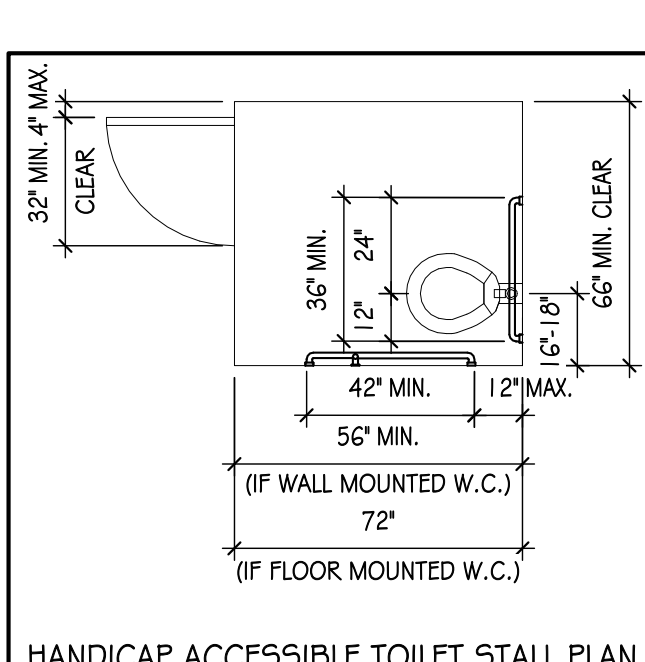 32" MIN. 4" MAX.
CLEAR
36" MIN.
24"
12"
66" MIN. CLEAR
16"-18"
42" MIN.
12" MAX.
56" MIN.
(IF WALL MOUNTED W.C.)
72"
(IF FLOOR MOUNTED W.C.)
HANDICAP ACCESSIBLE TOILET STALL PLAN